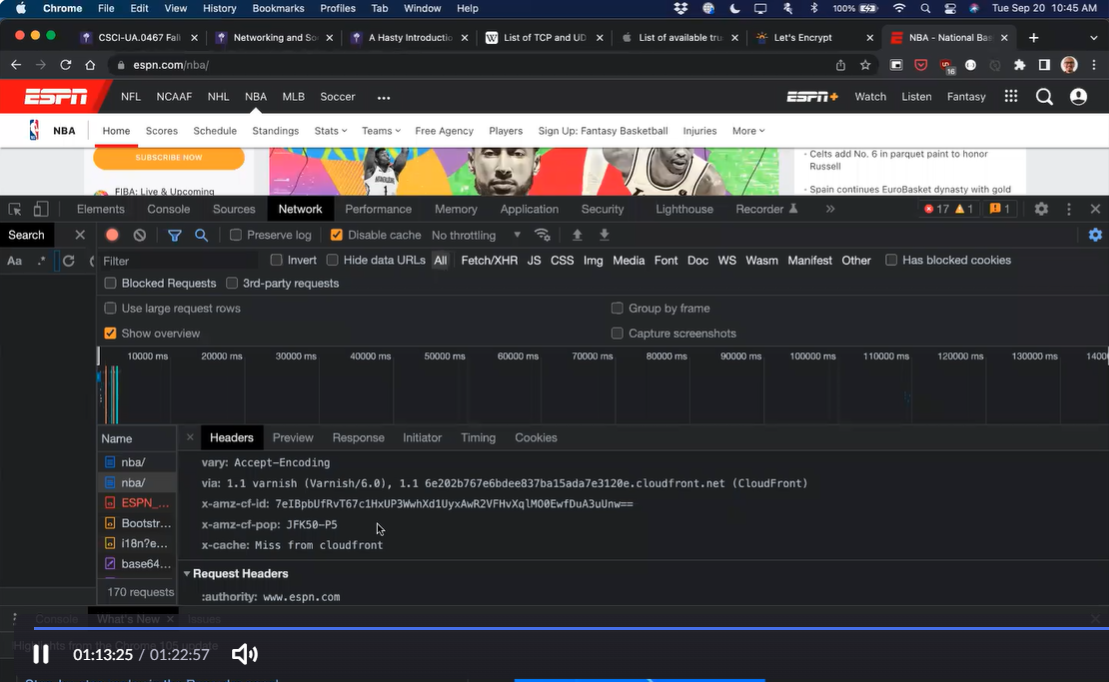 Chrome File Edit View History Bookmarks Profiles Tab Window Help 100% Tue Sep 20 10:45 AM
CSCI-UA.0467 Fal Networking and So A Hasty Introductio List of TCP and UD List of available tru Let's Encrypt NBA - National Bas
espn.com/nba/ 16
ESPN NFL NCAAF NHL NBA MLB Soccer ••• ESPN+ Watch Listen Fantasy
NBA Home Scores Schedule Standings Stats Teams Free Agency Players Sign Up: Fantasy Basketball Injuries More
SUBSCRIBE NOW
- Celts add No. 6 in parquet paint to honor
Russell
FIBA: Live & Upcoming
- Spain continues EuroBasket dynasty with gold
Elements Console Sources Network Performance Memory Application Security Lighthouse Recorder » 17 1 1
Search Preserve log Disable cache No throttling
Aa .* Filter Invert Hide data URLs All Fetch/XHR JS CSS Img Media Font Doc WS Wasm Manifest Other Has blocked cookies
Blocked Requests 3rd-party requests
Use large request rows Group by frame
Show overview Capture screenshots
10000 ms 20000 ms 30000 ms 40000 ms 50000 ms 60000 ms 70000 ms 80000 ms 90000 ms 100000 ms 110000 ms 120000 ms 130000 ms 1400
Name Headers Preview Response Initiator Timing Cookies
nba/ vary: Accept-Encoding
nba/ via: 1.1 varnish (Varnish/6.0), 1.1 6e202b767e6bdee837ba15ada7e3120e.cloudfront.net (CloudFront)
ESPN_... x-amz-cf-id: 7eIBpbUfRvT67c1HxUP3WwhXd1UyxAwR2VFHvXqlMO0EwfDuA3uUnw==
Bootstr... x-amz-cf-pop: JFK50-P5
i18n?e... x-cache: Miss from cloudfront
base64... Request Headers
170 requests :authority: www.espn.com
Console What's New Issues
Highlights from the Chrome 105 update
01:13:25 / 01:22:57